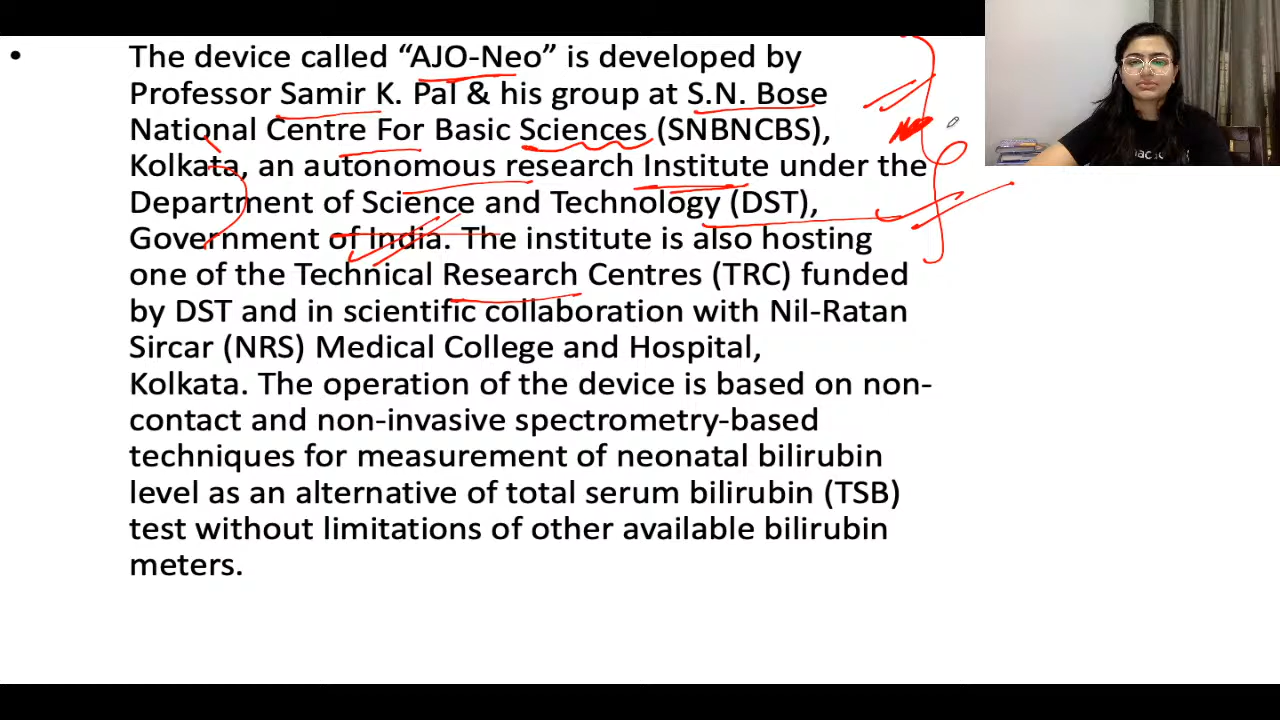 • The device called “AJO-Neo” is developed by
Professor Samir K. Pal & his group at S.N. Bose
National Centre For Basic Sciences (SNBNCBS),
Kolkata, an autonomous research Institute under the
Department of Science and Technology (DST),
Government of India. The institute is also hosting
one of the Technical Research Centres (TRC) funded
by DST and in scientific collaboration with Nil-Ratan
Sircar (NRS) Medical College and Hospital,
Kolkata. The operation of the device is based on non-
contact and non-invasive spectrometry-based
techniques for measurement of neonatal bilirubin
level as an alternative of total serum bilirubin (TSB)
test without limitations of other available bilirubin
meters.